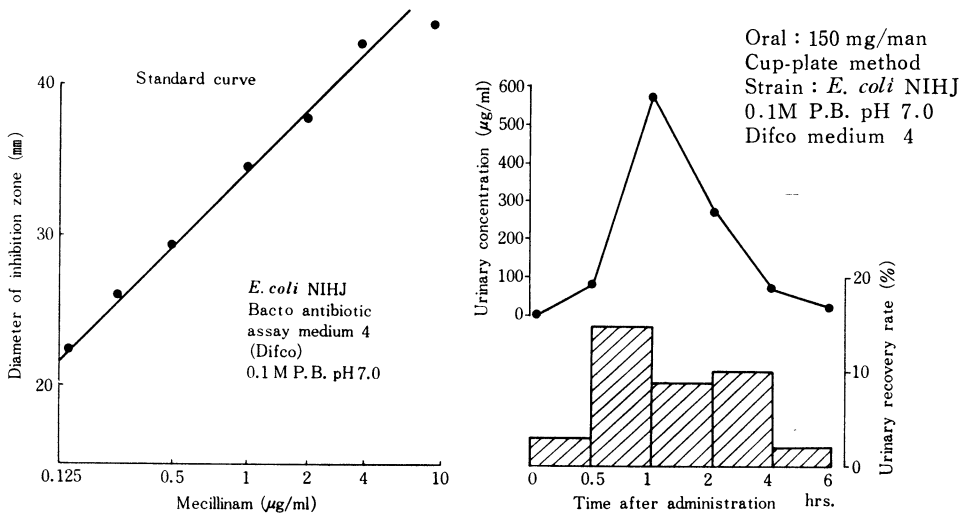 40
30
20
Diameter of inhibition zone (mm)
Standard curve
E. coli NIHJ
Bacto antibiotic
assay medium 4
(Difco)
0.1 M P.B. pH 7.0
0.125
0.5
1
2
4
10
Mecillinam (μg/ml)
Oral : 150 mg/man
Cup-plate method
Strain : E. coli NIHJ
0.1M P.B. pH 7.0
Difco medium 4
600
500
400
300
200
100
0
Urinary concentration (μg/ml)
20
10
0
Urinary recovery rate (%)
0
0.5
1
2
4
6
Time after administration hrs.